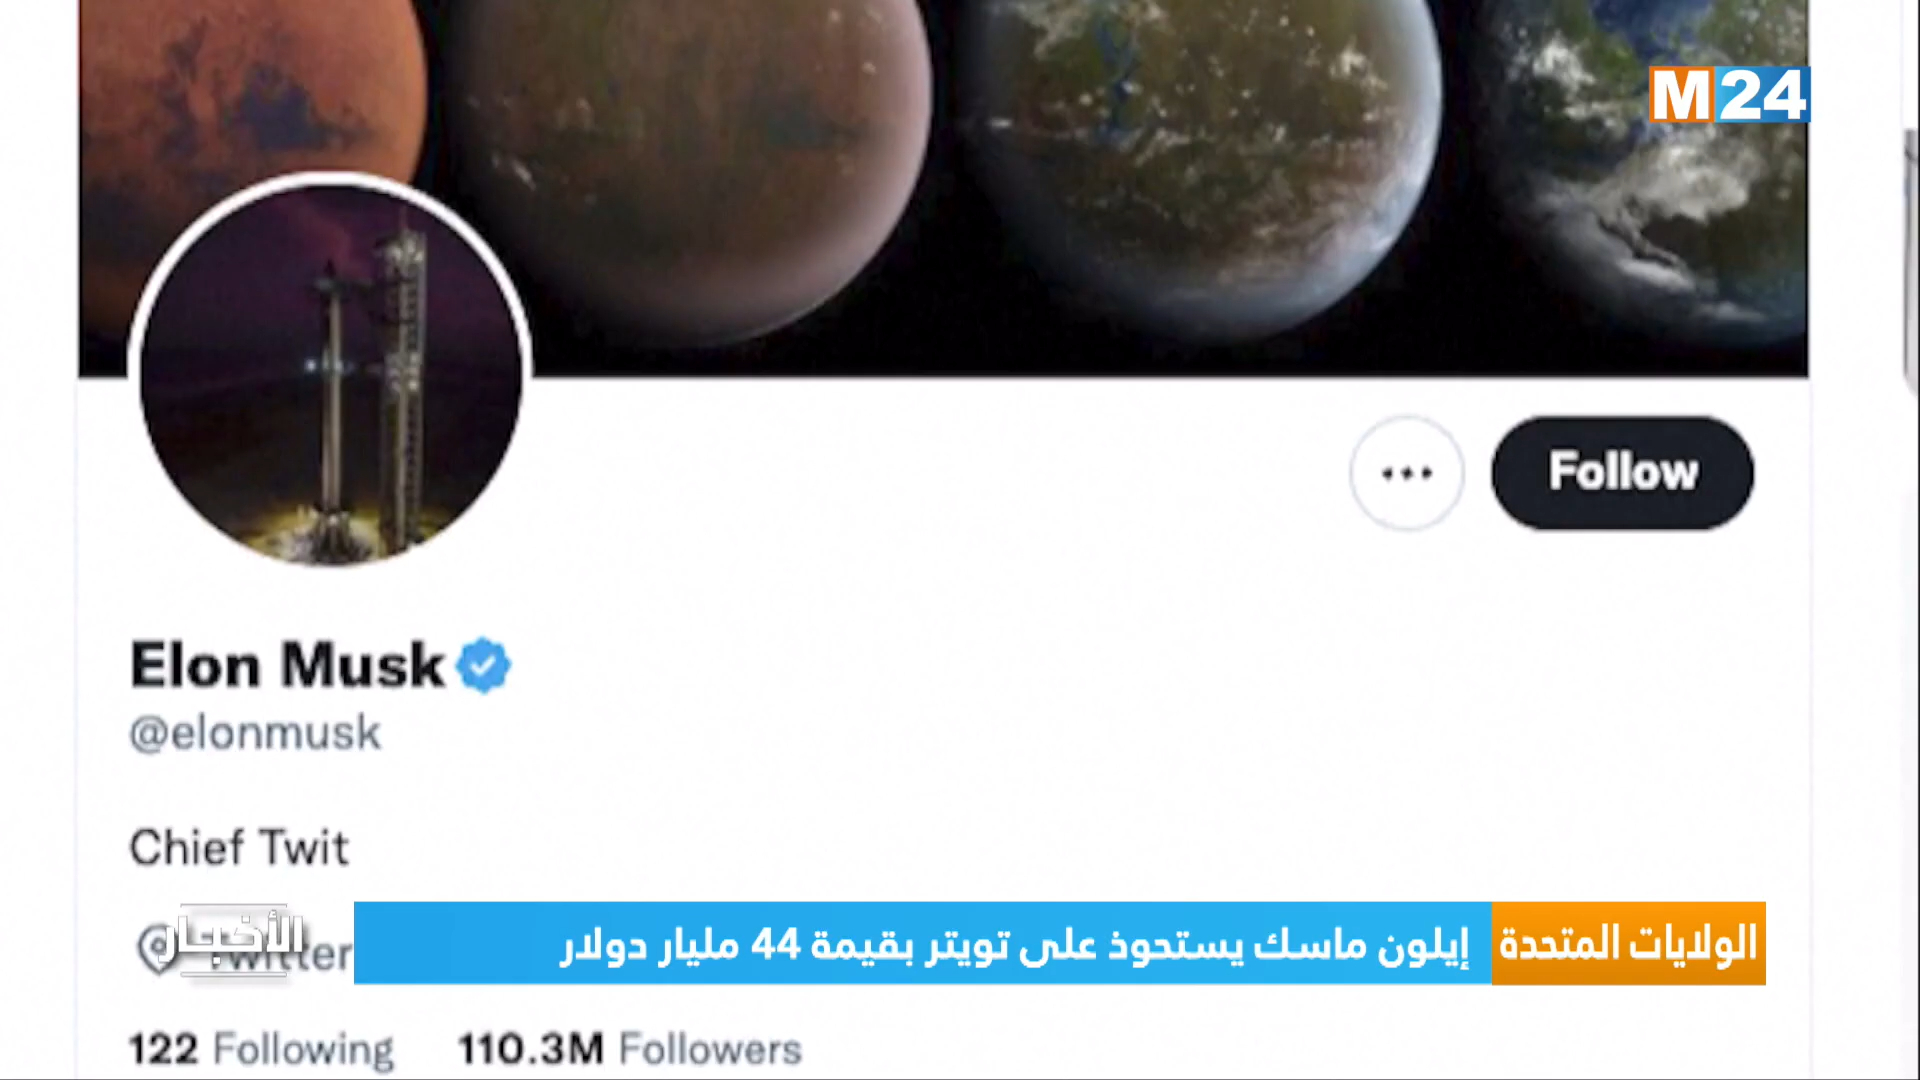 M24
Follow
Elon Musk
@elonmusk
Chief Twit
Twitter
الأخبار
الولايات المتحدة
إيلون ماسك يستحوذ على تويتر بقيمة 44 مليار دولار
122 Following 110.3M Followers